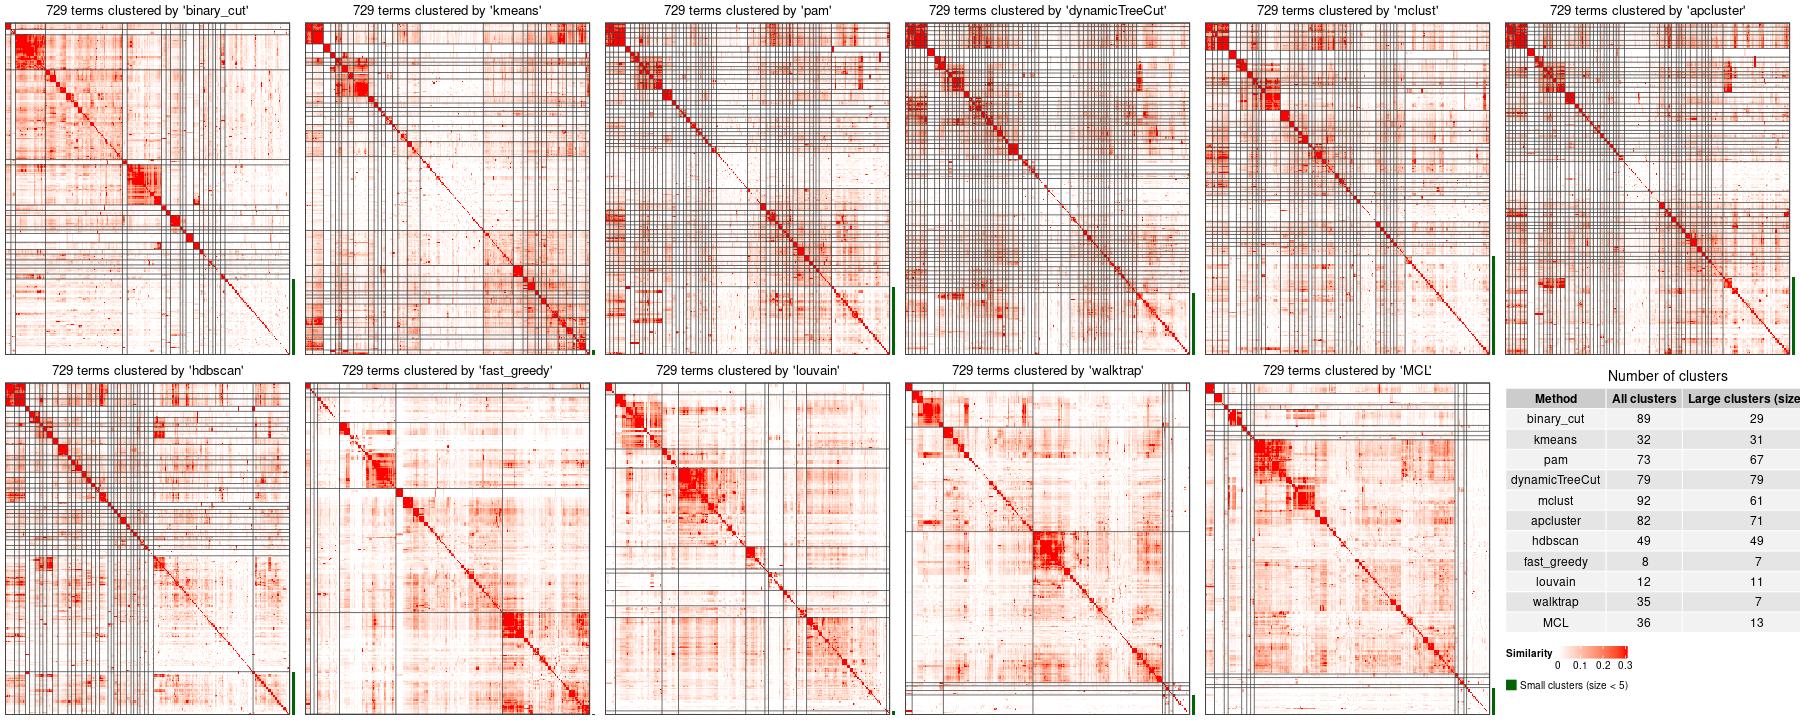 729 terms clustered by 'binary_cut'
729 terms clustered by 'kmeans'
729 terms clustered by 'pam'
729 terms clustered by 'dynamicTreeCut'
729 terms clustered by 'mclust'
729 terms clustered by 'apcluster'
729 terms clustered by 'hdbscan'
729 terms clustered by 'fast_greedy'
729 terms clustered by 'louvain'
729 terms clustered by 'walktrap'
729 terms clustered by 'MCL'
Number of clusters
Method All clusters Large clusters (size
binary_cut 89 29
kmeans 32 31
pam 73 67
dynamicTreeCut 79 79
mclust 92 61
apcluster 82 71
hdbscan 49 49
fast_greedy 8 7
louvain 12 11
walktrap 35 7
MCL 36 13
Similarity
0 0.1 0.2 0.3
Small clusters (size < 5)